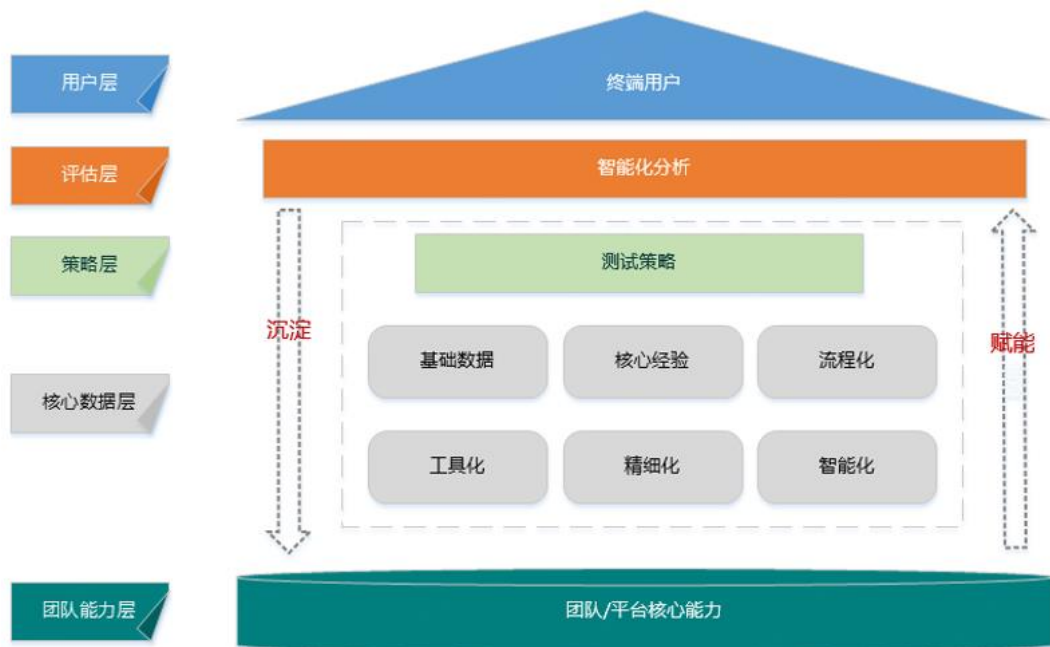 用户层
终端用户
评估层
智能化分析
策略层
测试策略
沉淀
赋能
基础数据
核心经验
流程化
核心数据层
工具化
精细化
智能化
团队能力层
团队/平台核心能力